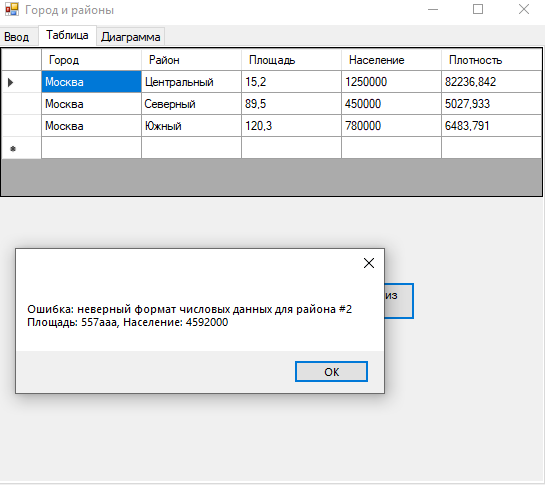 Город и районы
Ввод Таблица Диаграмма
Город Район Площадь Население Плотность
Москва Центральный 15,2 1250000 82236,842
Москва Северный 89,5 450000 5027,933
Москва Южный 120,3 780000 6483,791
из
Ошибка: неверный формат числовых данных для района #2
Площадь: 557ааа, Население: 4592000
ОК